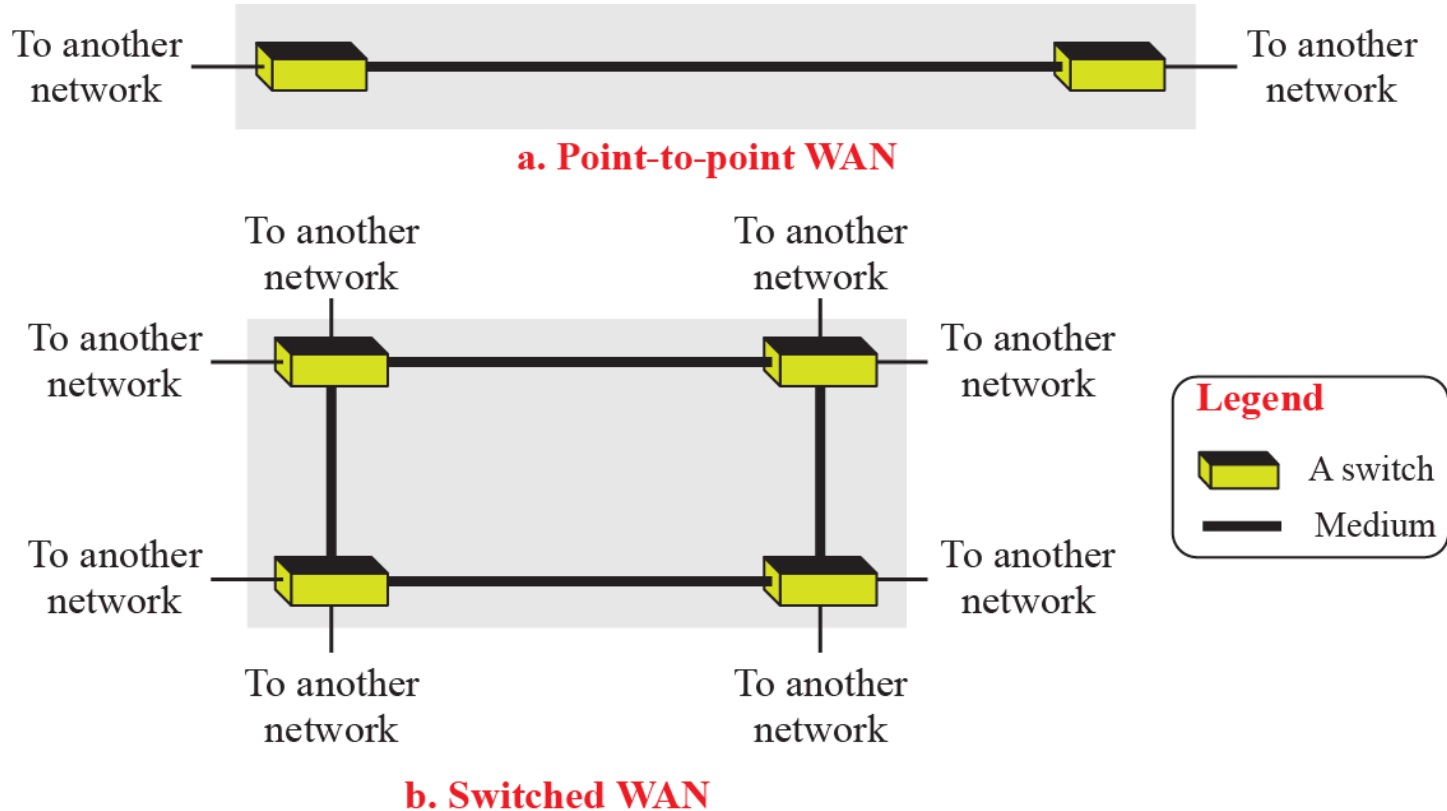 To another
network
To another
network
a. Point-to-point WAN
To another
network
To another
network
To another
network
To another
network
Legend
A switch
Medium
To another
network
To another
network
To another
network
To another
network
b. Switched WAN